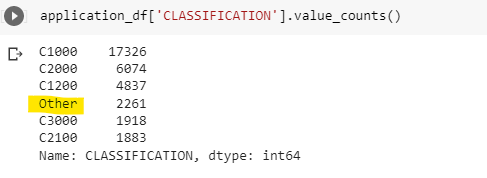 application_df['CLASSIFICATION'].value_counts()
C1000 17326
C2000 6074
C1200 4837
Other 2261
C3000 1918
C2100 1883
Name: CLASSIFICATION, dtype: int64